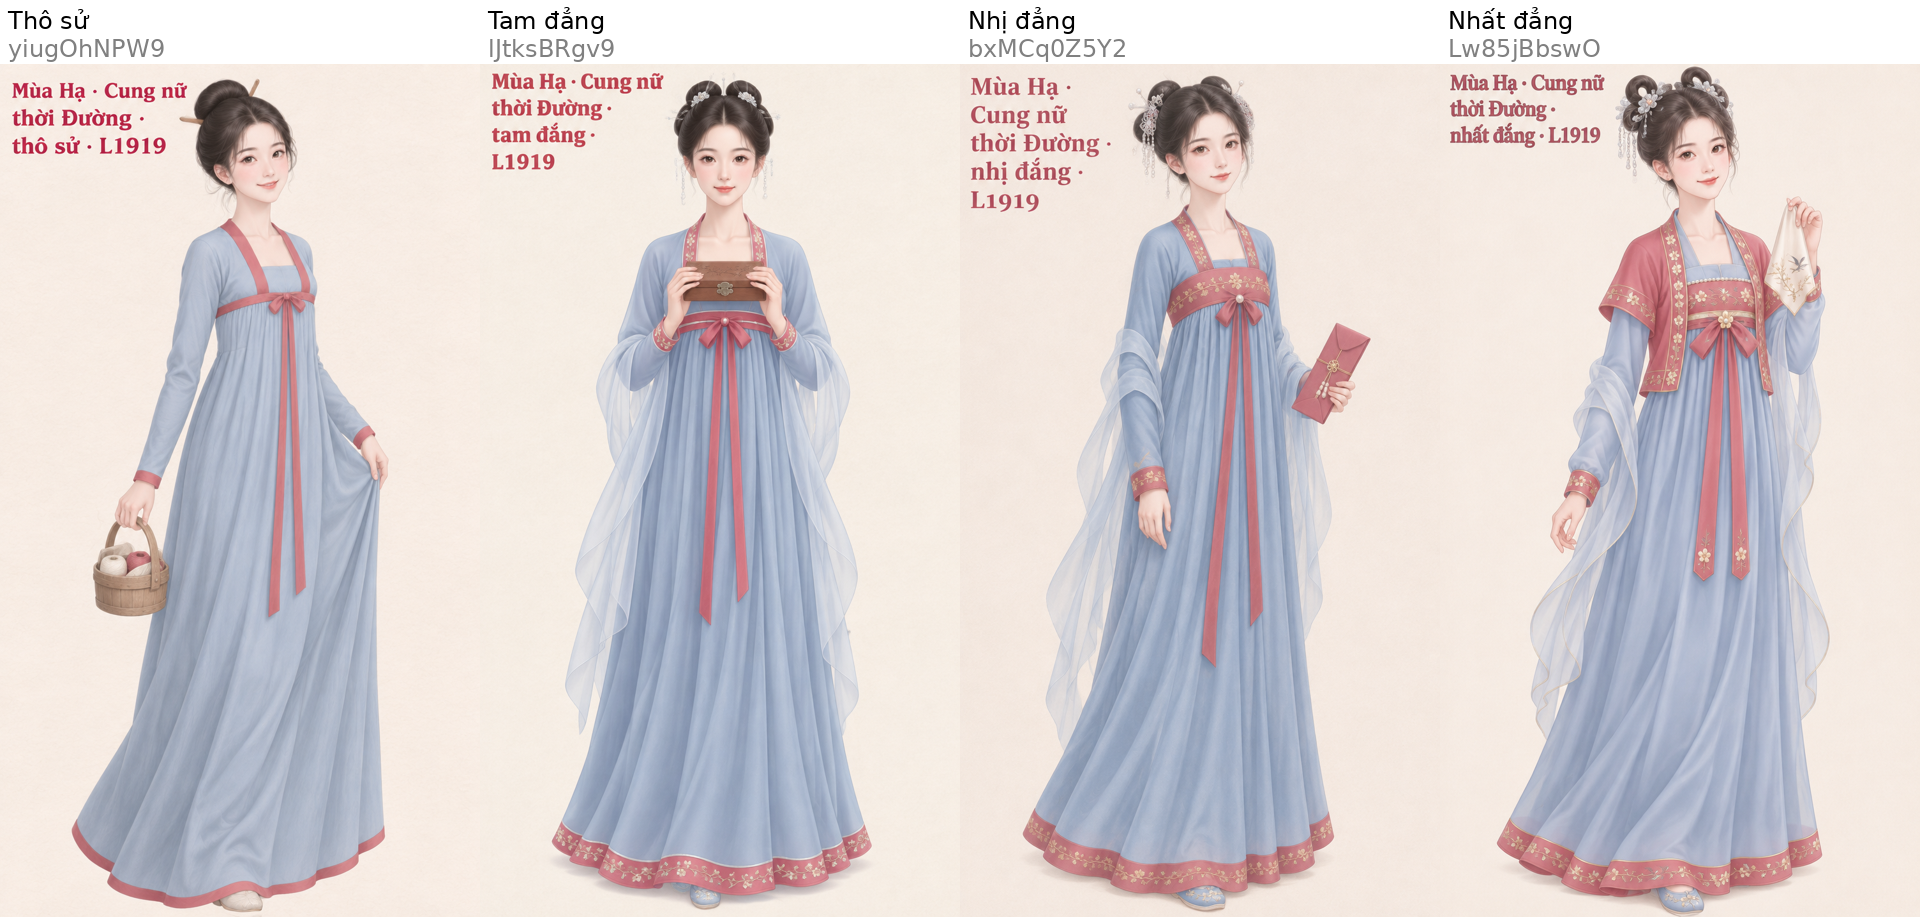 Thô sử
yiugOhNPW9
Mùa Hạ · Cung nữ
thời Đường ·
thô sử · L1919
Tam đẳng
lJtksBRgv9
Mùa Hạ · Cung nữ
thời Đường ·
tam đẳng ·
L1919
Nhị đẳng
bxMCq0Z5Y2
Mùa Hạ ·
Cung nữ
thời Đường ·
nhị đẳng ·
L1919
Nhất đẳng
Lw85jBbswO
Mùa Hạ · Cung nữ
thời Đường ·
nhất đẳng · L1919